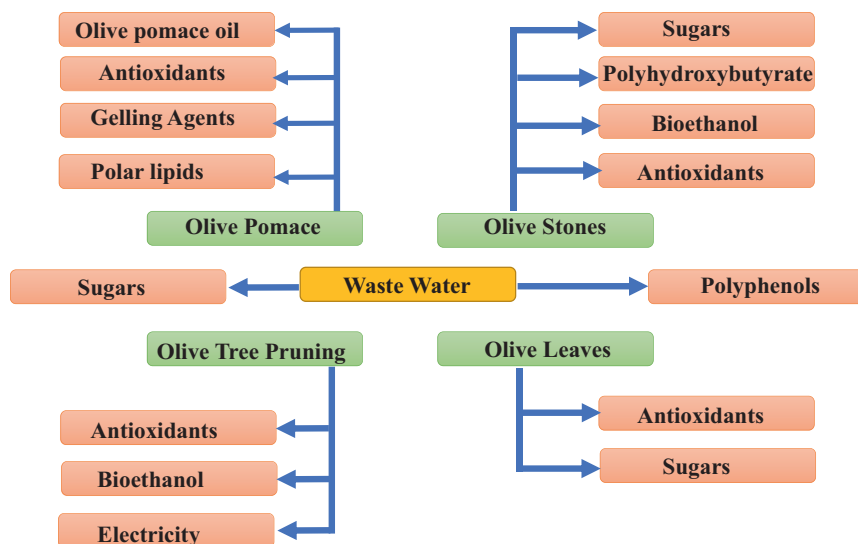 Olive pomace oil
Antioxidants
Gelling Agents
Polar lipids
Olive Pomace
Sugars
Polyhydroxybutyrate
Bioethanol
Antioxidants
Olive Stones
Sugars
Waste Water
Polyphenols
Olive Tree Pruning
Antioxidants
Bioethanol
Electricity
Olive Leaves
Antioxidants
Sugars